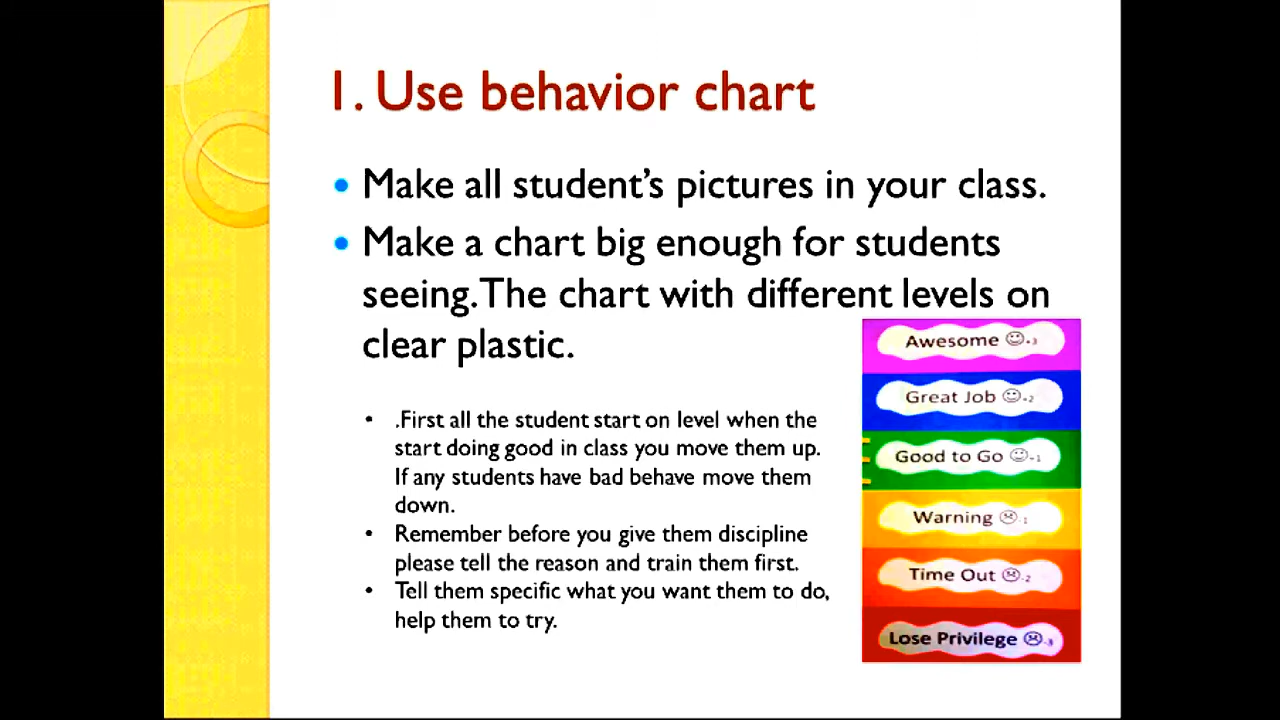 1. Use behavior chart
• Make all student's pictures in your class.
• Make a chart big enough for students
seeing.The chart with different levels on
clear plastic.
• .First all the student start on level when the
start doing good in class you move them up.
If any students have bad behave move them
down.
• Remember before you give them discipline
please tell the reason and train them first.
• Tell them specific what you want them to do,
help them to try.
Awesome ☺+3
Great Job ☺+2
Good to Go ☺+1
Warning ☹-1
Time Out ☹-2
Lose Privilege ☹-3